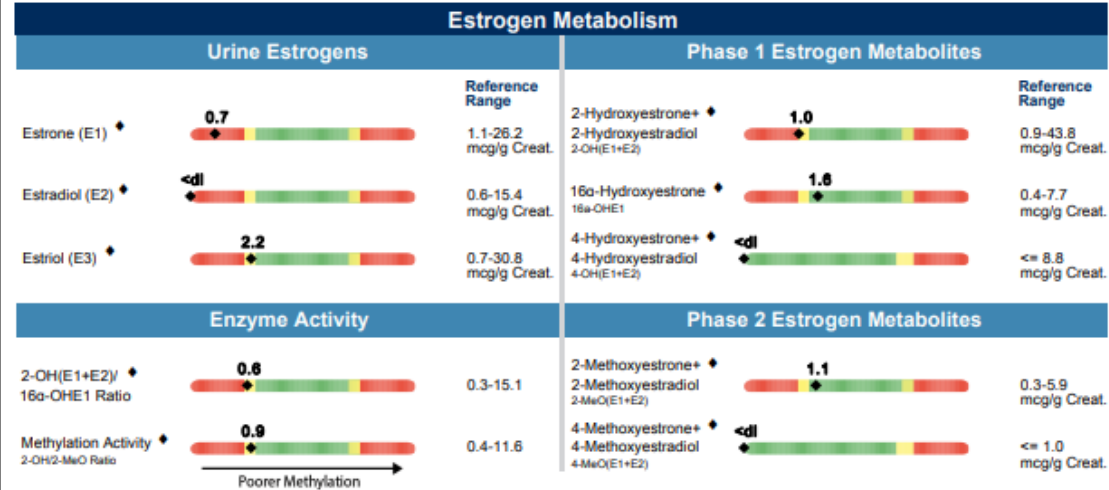 Estrogen Metabolism
Urine Estrogens
Reference
Range
Estrone (E1) ♦
0.7
1.1-26.2
mcg/g Creat.
Estradiol (E2) ♦
<dl
0.6-15.4
mcg/g Creat.
Estriol (E3) ♦
2.2
0.7-30.8
mcg/g Creat.
Phase 1 Estrogen Metabolites
Reference
Range
2-Hydroxyestrone+ ♦
2-Hydroxyestradiol
2-OH(E1+E2)
1.0
0.9-43.8
mcg/g Creat.
16α-Hydroxyestrone ♦
16a-OHE1
1.6
0.4-7.7
mcg/g Creat.
4-Hydroxyestrone+ ♦
4-Hydroxyestradiol
4-OH(E1+E2)
<dl
<= 8.8
mcg/g Creat.
Enzyme Activity
2-OH(E1+E2)/ ♦
16α-OHE1 Ratio
0.6
0.3-15.1
Methylation Activity ♦
2-OH/2-MeO Ratio
0.9
0.4-11.6
Poorer Methylation
Phase 2 Estrogen Metabolites
2-Methoxyestrone+ ♦
2-Methoxyestradiol
2-MeO(E1+E2)
1.1
0.3-5.9
mcg/g Creat.
4-Methoxyestrone+ ♦
4-Methoxyestradiol
4-MeO(E1+E2)
<dl
<= 1.0
mcg/g Creat.